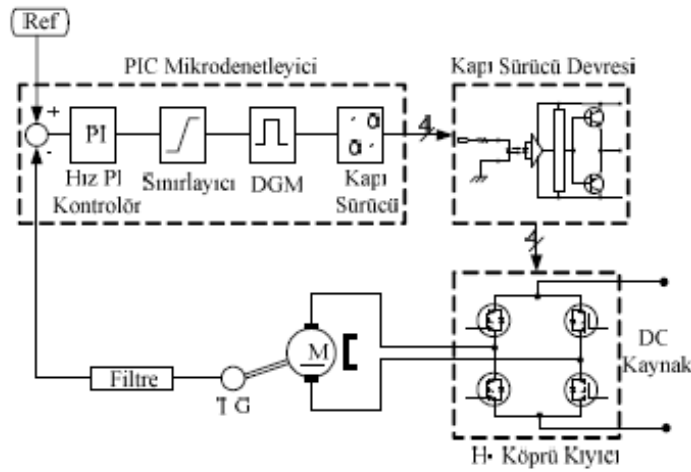 Ref
PIC Mikrodenetleyici
Kapı Sürücü Devresi
+
-
PI
Hız PI
Kontrolör
Sınırlayıcı
DGM
Kapı
Sürücü
4
4
DC
Kaynak
M
Filtre
T G
H• Köprü Kıyıcı